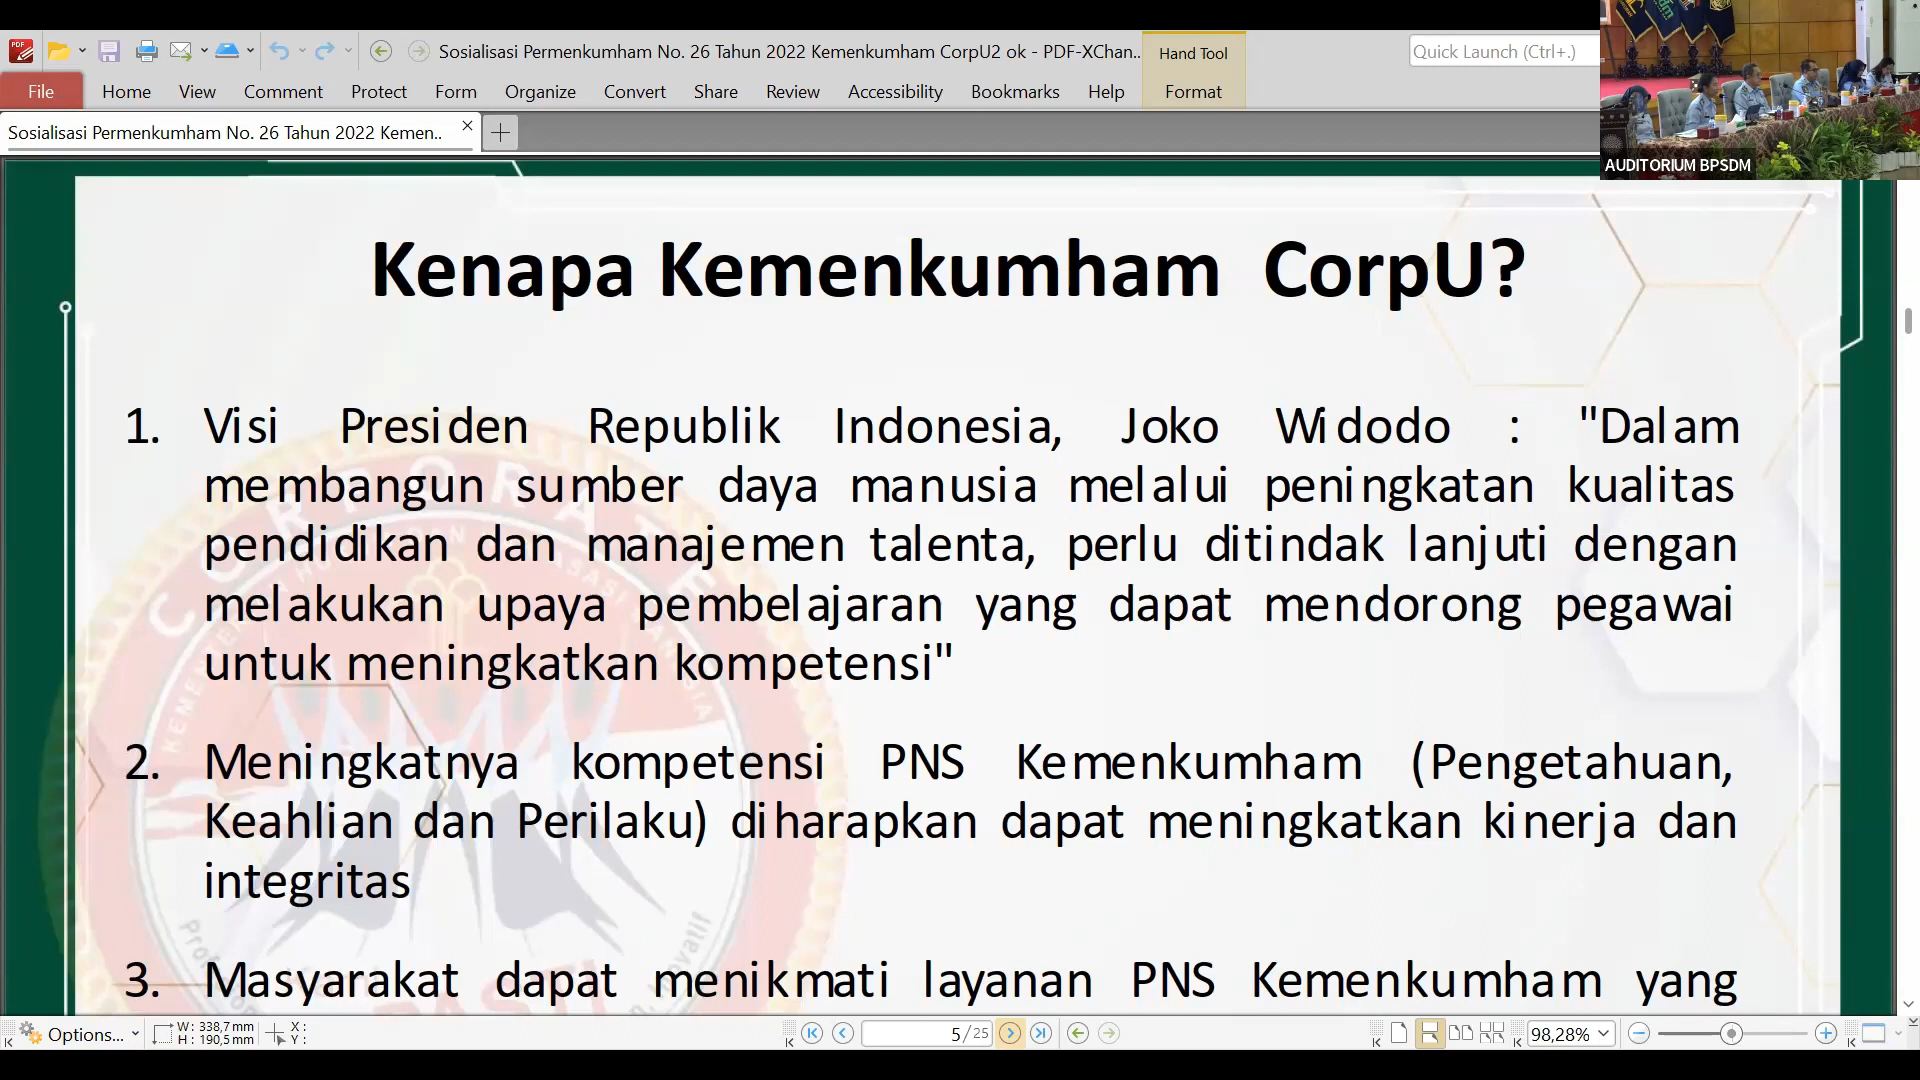 Sosialisasi Permenkumham No. 26 Tahun 2022 Kemenkumham CorpU2 ok - PDF-XChan..
Hand Tool
Quick Launch (Ctrl+.)
File Home View Comment Protect Form Organize Convert Share Review Accessibility Bookmarks Help Format
Sosialisasi Permenkumham No. 26 Tahun 2022 Kemen..
AUDITORIUM BPSDM
Kenapa Kemenkumham CorpU?
1. Visi Presiden Republik Indonesia, Joko Widodo : "Dalam
membangun sumber daya manusia melalui peningkatan kualitas
pendidikan dan manajemen talenta, perlu ditindak lanjuti dengan
melakukan upaya pembelajaran yang dapat mendorong pegawai
untuk meningkatkan kompetensi"
2. Meningkatnya kompetensi PNS Kemenkumham (Pengetahuan,
Keahlian dan Perilaku) diharapkan dapat meningkatkan kinerja dan
integritas
3. Masyarakat dapat menikmati layanan PNS Kemenkumham yang
CORPORATE
PASTI
Options...
W: 338,7 mm
H: 190,5 mm
X:
Y:
5 / 25
98,28%